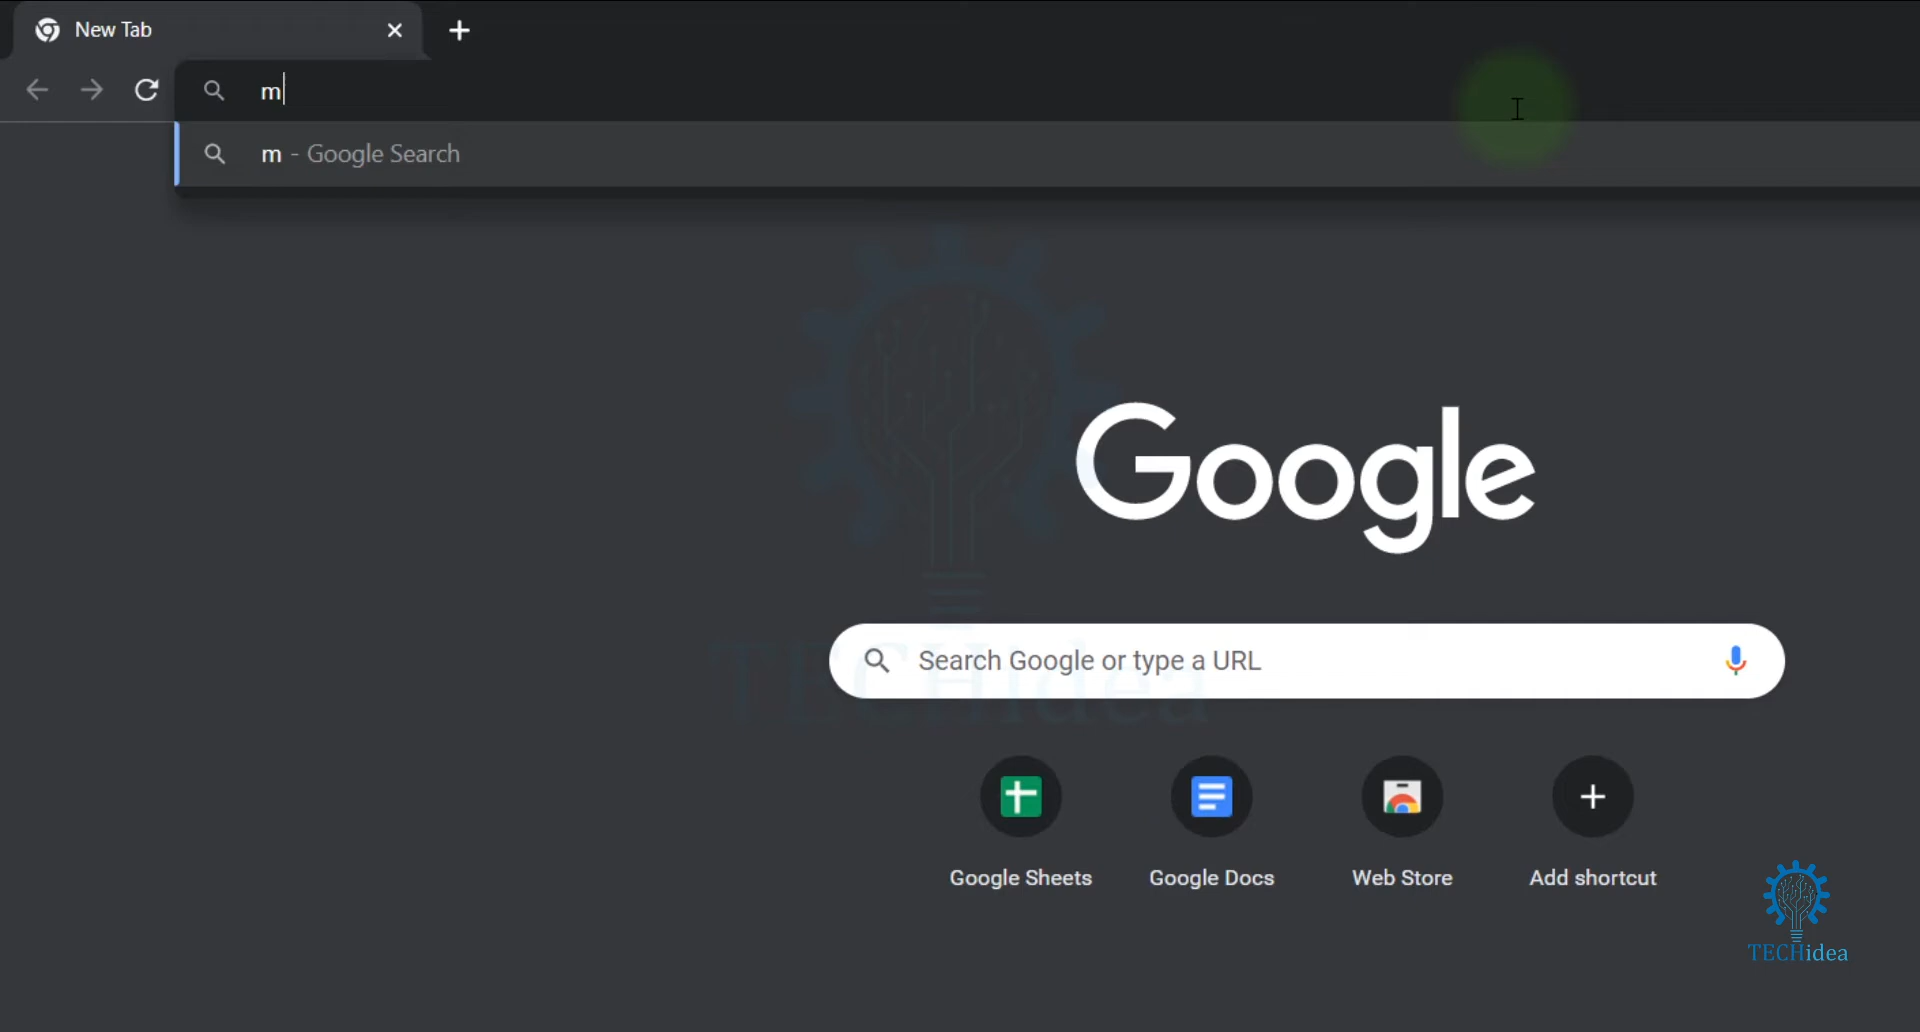 New Tab
m
m - Google Search
Google
Search Google or type a URL
TECHidea
Google Sheets
Google Docs
Web Store
Add shortcut
TECHidea